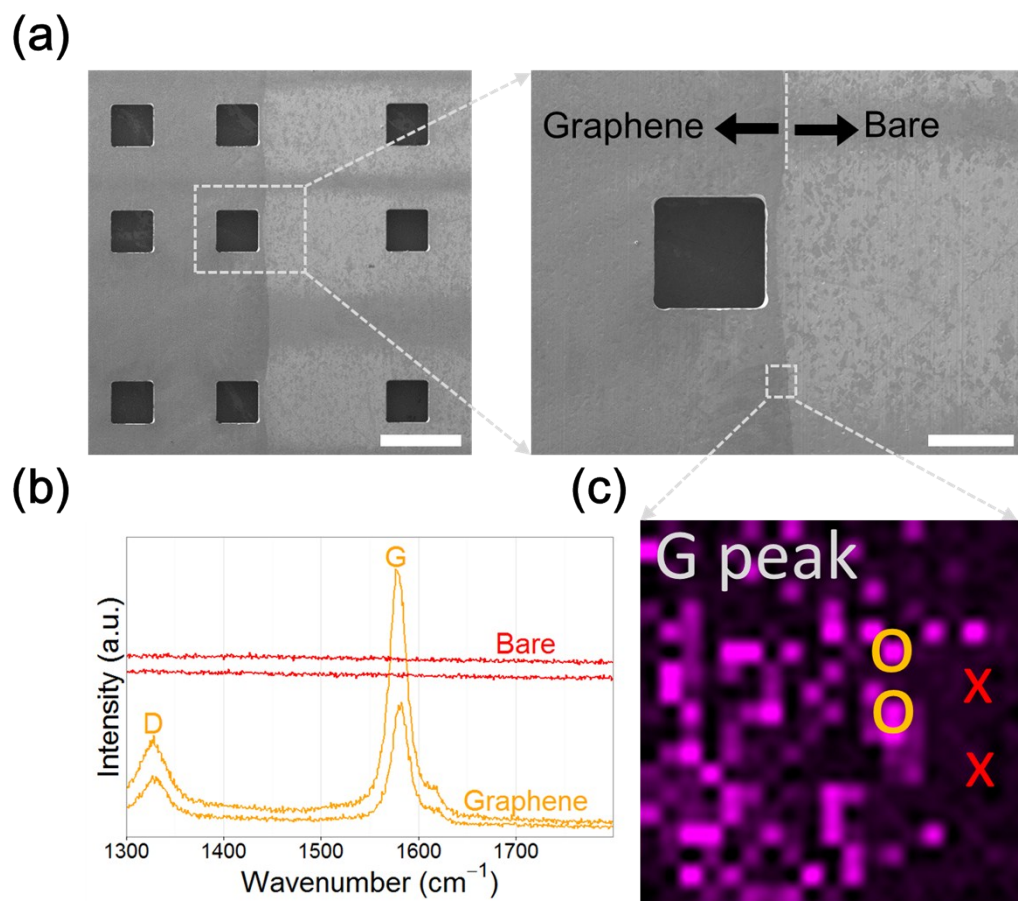 (a)
Graphene Bare
(b)
(c)
G peak
G
Bare
D
Graphene
Intensity (a.u.)
1300 1400 1500 1600 1700
Wavenumber (cm⁻¹)
O
X
O
X